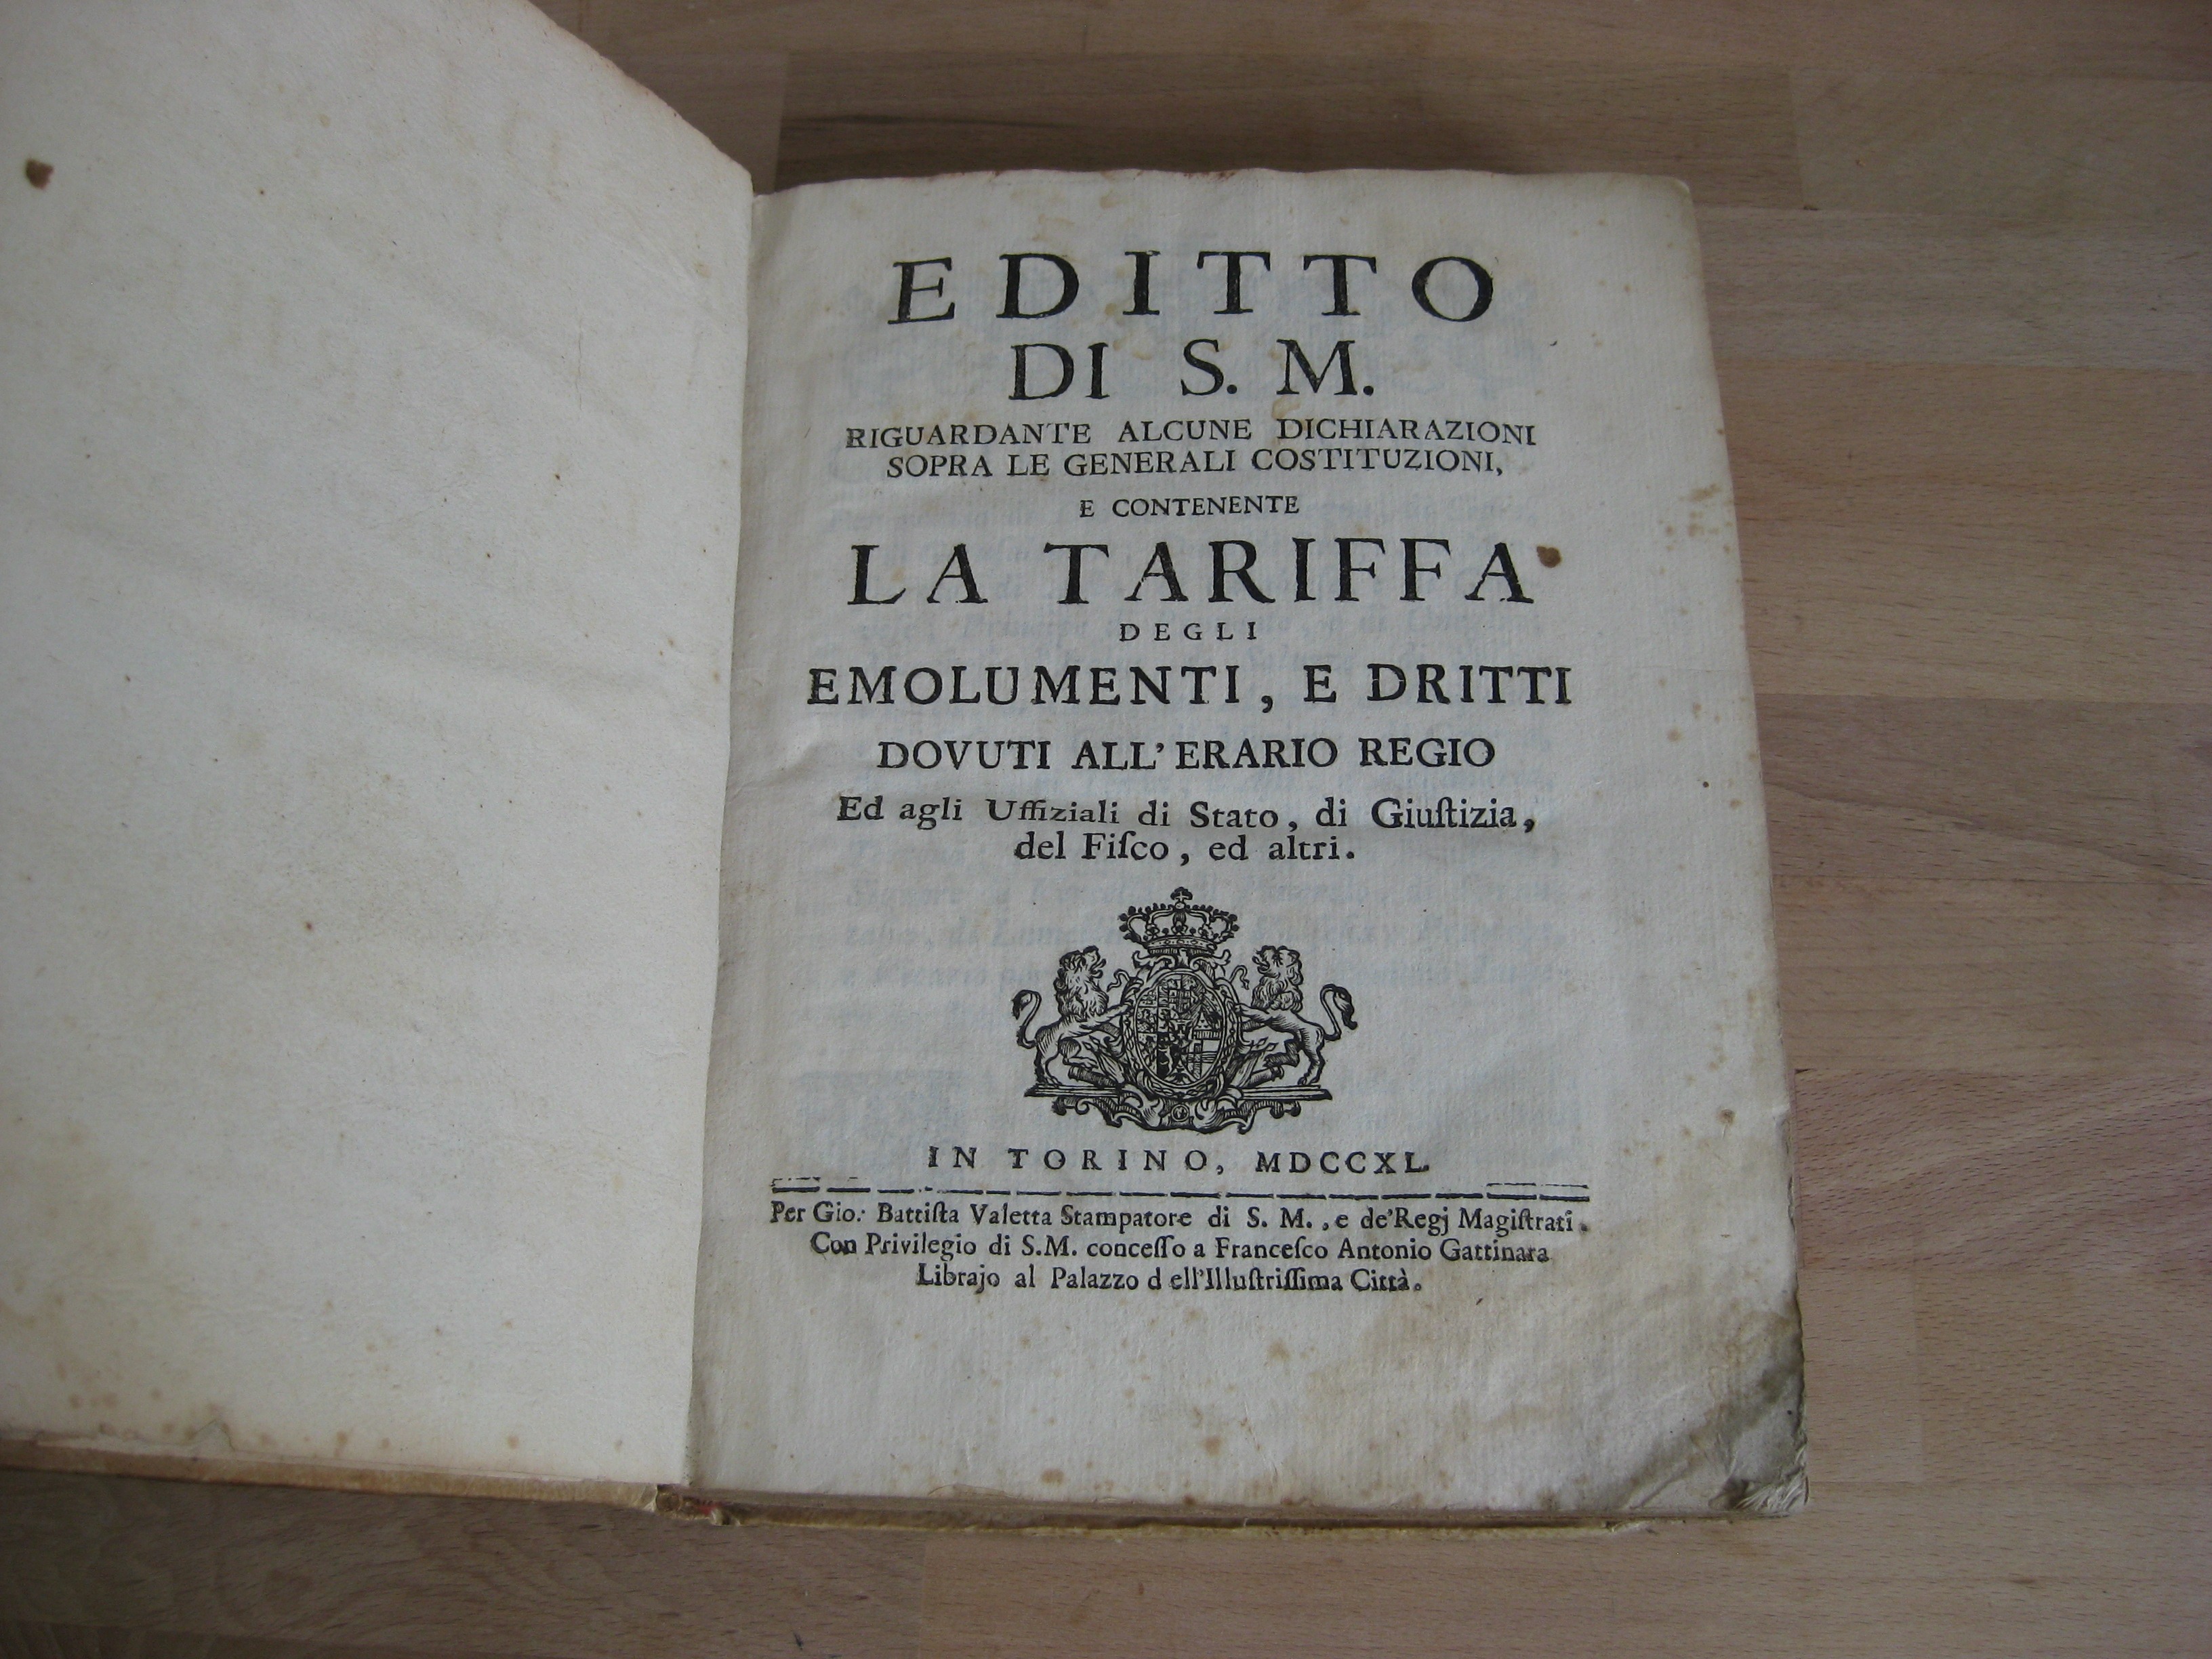 EDITTO
DI S. M.
RIGUARDANTE ALCUNE DICHIARAZIONI
SOPRA LE GENERALI COSTITUZIONI,
E CONTENENTE
LA TARIFFA
DEGLI
EMOLUMENTI, E DRITTI
DOVUTI ALL'ERARIO REGIO
Ed agli Uffiziali di Stato, di Giuſtizia,
del Fiſco, ed altri.
IN TORINO, MDCCXL.
Per Gio: Battiſta Valetta Stampatore di S. M., e de'Regj Magiſtrati.
Con Privilegio di S.M. conceſſo a Franceſco Antonio Gattinara
Librajo al Palazzo d ell'Illuſtriſſima Città.